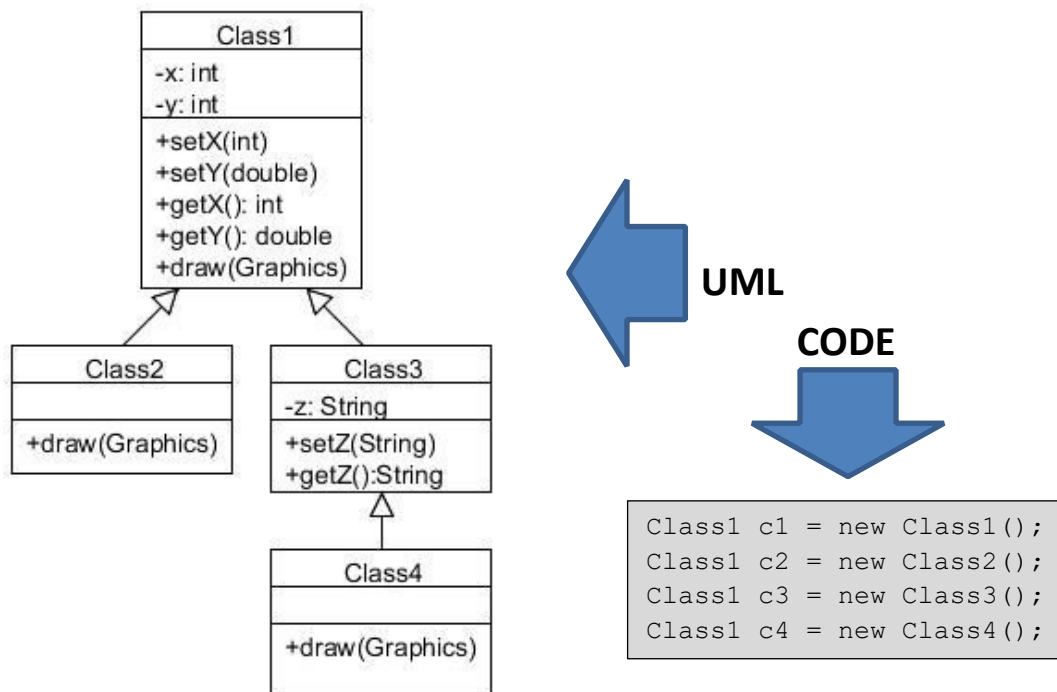 Class1
-x: int
-y: int
+setX(int)
+setY(double)
+getX(): int
+getY(): double
+draw(Graphics)
Class2
+draw(Graphics)
Class3
-z: String
+setZ(String)
+getZ():String
Class4
+draw(Graphics)
UML
CODE
Class1 c1 = new Class1();
Class1 c2 = new Class2();
Class1 c3 = new Class3();
Class1 c4 = new Class4();